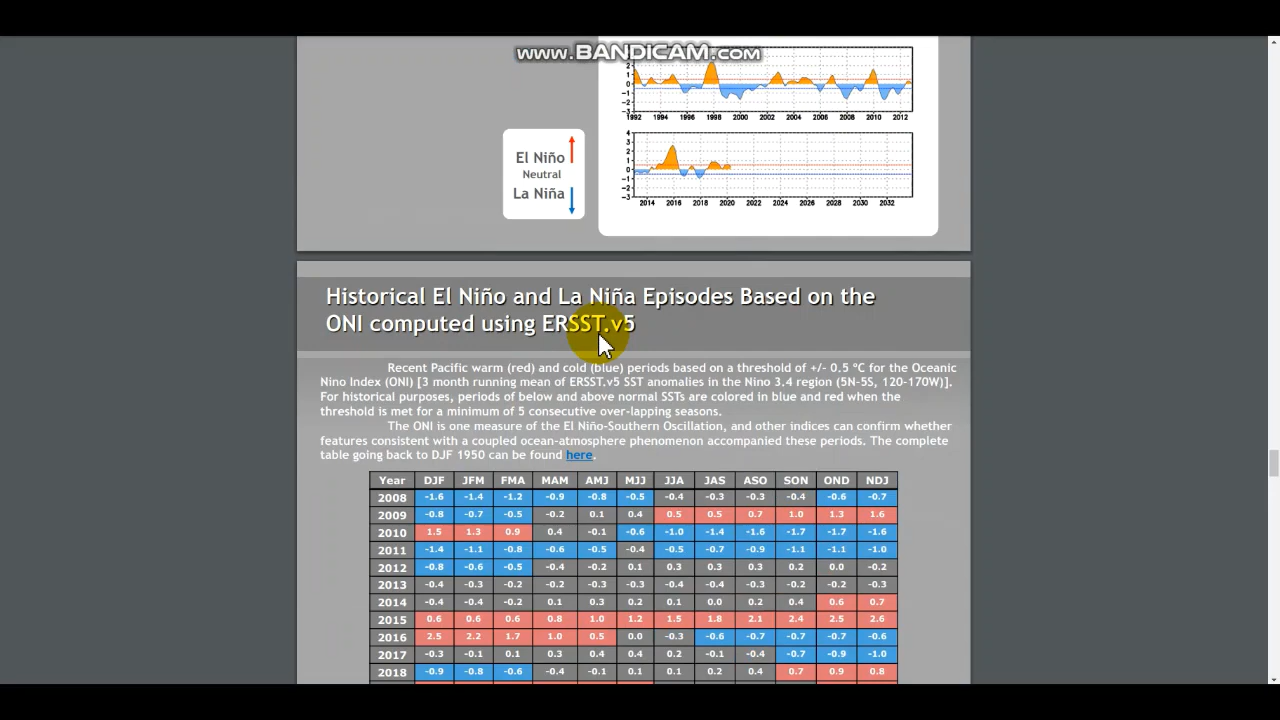 www.BANDICAM.com
2
1
0
-1
-2
-3
1992 1994 1996 1998 2000 2002 2004 2006 2008 2010 2012
4
3
2
1
0
-1
-2
-3
2014 2016 2018 2020 2022 2024 2026 2028 2030 2032
El Niño
Neutral
La Niña
Historical El Niño and La Niña Episodes Based on the
ONI computed using ERSST.v5
Recent Pacific warm (red) and cold (blue) periods based on a threshold of +/- 0.5 ºC for the Oceanic
Nino Index (ONI) [3 month running mean of ERSST.v5 SST anomalies in the Nino 3.4 region (5N-5S, 120-170W)].
For historical purposes, periods of below and above normal SSTs are colored in blue and red when the
threshold is met for a minimum of 5 consecutive over-lapping seasons.
The ONI is one measure of the El Niño-Southern Oscillation, and other indices can confirm whether
features consistent with a coupled ocean-atmosphere phenomenon accompanied these periods. The complete
table going back to DJF 1950 can be found here.
Year DJF JFM FMA MAM AMJ MJJ JJA JAS ASO SON OND NDJ
2008 -1.6 -1.4 -1.2 -0.9 -0.8 -0.5 -0.4 -0.3 -0.3 -0.4 -0.6 -0.7
2009 -0.8 -0.7 -0.5 -0.2 0.1 0.4 0.5 0.5 0.7 1.0 1.3 1.6
2010 1.5 1.3 0.9 0.4 -0.1 -0.6 -1.0 -1.4 -1.6 -1.7 -1.7 -1.6
2011 -1.4 -1.1 -0.8 -0.6 -0.5 -0.4 -0.5 -0.7 -0.9 -1.1 -1.1 -1.0
2012 -0.8 -0.6 -0.5 -0.4 -0.2 0.1 0.3 0.3 0.3 0.2 0.0 -0.2
2013 -0.4 -0.3 -0.2 -0.2 -0.3 -0.3 -0.4 -0.4 -0.3 -0.2 -0.2 -0.3
2014 -0.4 -0.4 -0.2 0.1 0.3 0.2 0.1 0.0 0.2 0.4 0.6 0.7
2015 0.6 0.6 0.6 0.8 1.0 1.2 1.5 1.8 2.1 2.4 2.5 2.6
2016 2.5 2.2 1.7 1.0 0.5 0.0 -0.3 -0.6 -0.7 -0.7 -0.7 -0.6
2017 -0.3 -0.1 0.1 0.3 0.4 0.4 0.2 -0.1 -0.4 -0.7 -0.9 -1.0
2018 -0.9 -0.8 -0.6 -0.4 -0.1 0.1 0.1 0.2 0.4 0.7 0.9 0.8